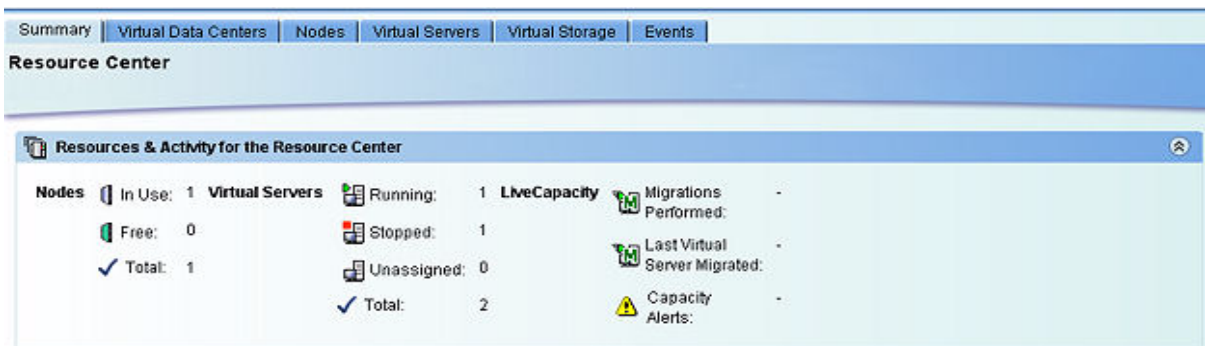 Summary Virtual Data Centers Nodes Virtual Servers Virtual Storage Events
Resource Center
Resources & Activity for the Resource Center
Nodes In Use: 1 Virtual Servers Running: 1 LiveCapacity Migrations Performed: -
Free: 0 Stopped: 1 Last Virtual Server Migrated: -
Total: 1 Unassigned: 0 Capacity Alerts: -
Total: 2